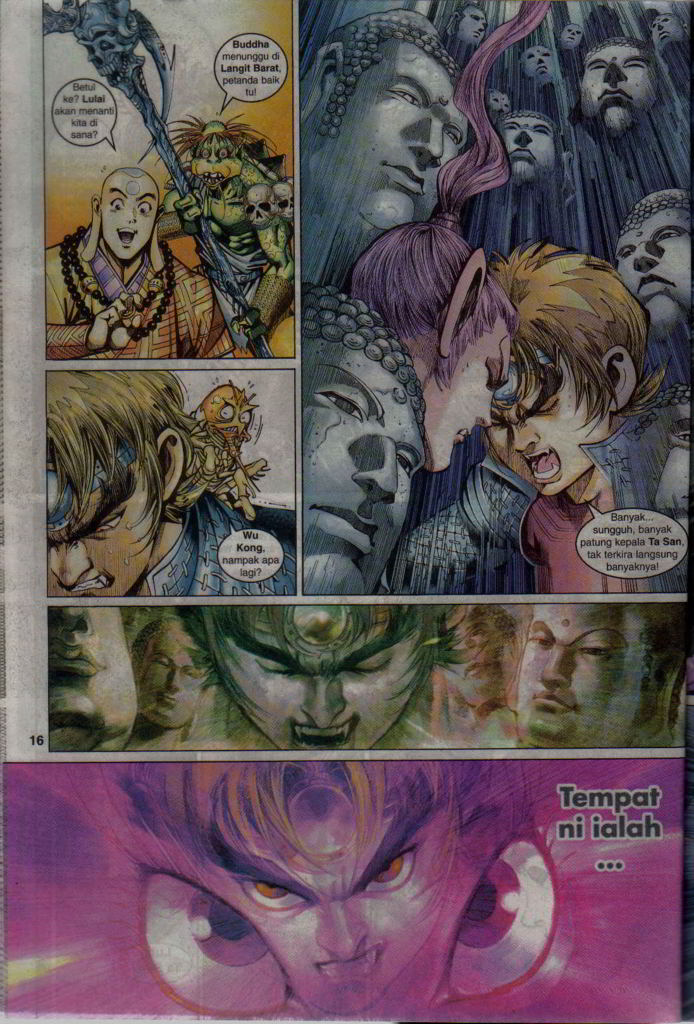 Buddha
menunggu di
Langit Barat,
petanda baik
tu!
Betul
ke? Lulai
akan menanti
kita di
sana?
Banyak...
sungguh, banyak
patung kepala Ta San,
tak terkira langsung
banyaknya!
Wu
Kong,
nampak apa
lagi?
16
Tempat
ni ialah
...